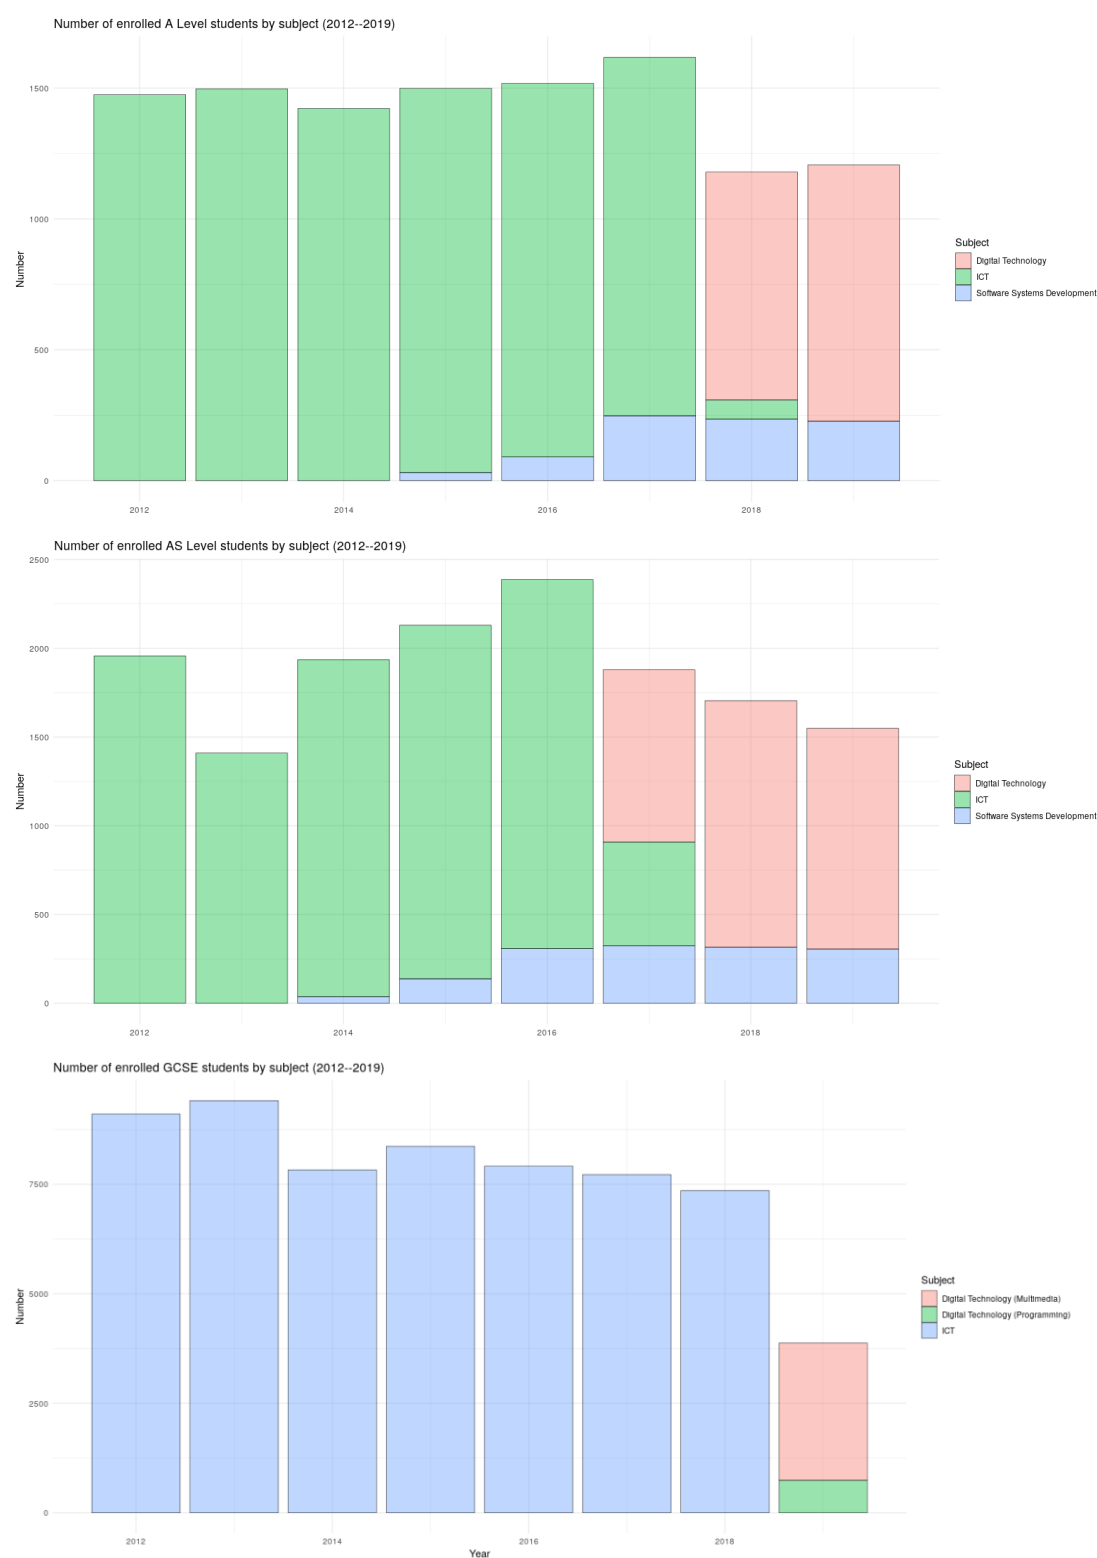 Number of enrolled A Level students by subject (2012--2019)
1500
1000
500
0
Number
2012
2014
2016
2018
Subject
Digital Technology
ICT
Software Systems Development
Number of enrolled AS Level students by subject (2012--2019)
2500
2000
1500
1000
500
0
Number
2012
2014
2016
2018
Subject
Digital Technology
ICT
Software Systems Development
Number of enrolled GCSE students by subject (2012--2019)
7500
5000
2500
0
Number
2012
2014
2016
2018
Year
Subject
Digital Technology (Multimedia)
Digital Technology (Programming)
ICT